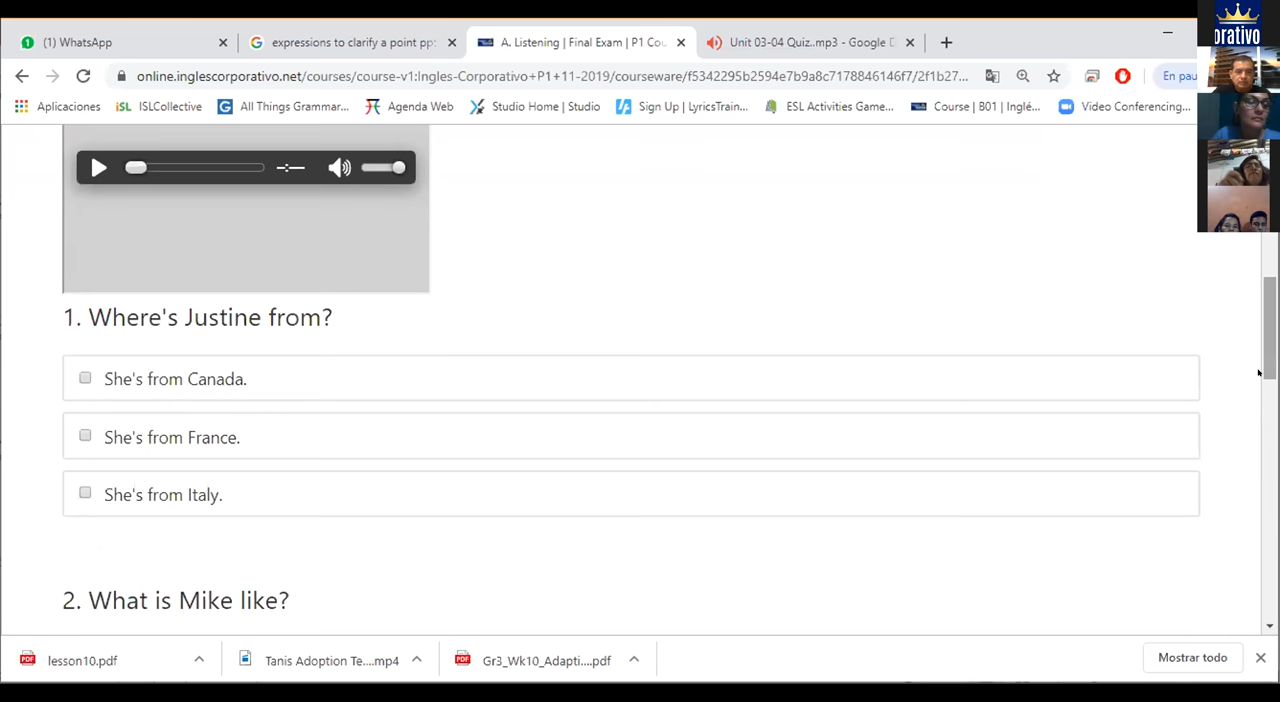 (1) WhatsApp
expressions to clarify a point pp
A. Listening | Final Exam | P1 Cou
Unit 03-04 Quiz..mp3 - Google D
orativo
online.inglescorporativo.net/courses/course-v1:Ingles-Corporativo+P1+11-2019/courseware/f5342295b2594e7b9a8c7178846146f7/2f1b27...
En pau
Aplicaciones
iSL ISLCollective
All Things Grammar...
Agenda Web
Studio Home | Studio
Sign Up | LyricsTrain...
ESL Activities Game...
Course | B01 | Inglé...
Video Conferencing...
1. Where's Justine from?
She's from Canada.
She's from France.
She's from Italy.
2. What is Mike like?
lesson10.pdf
Tanis Adoption Te....mp4
Gr3_Wk10_Adapti....pdf
Mostrar todo